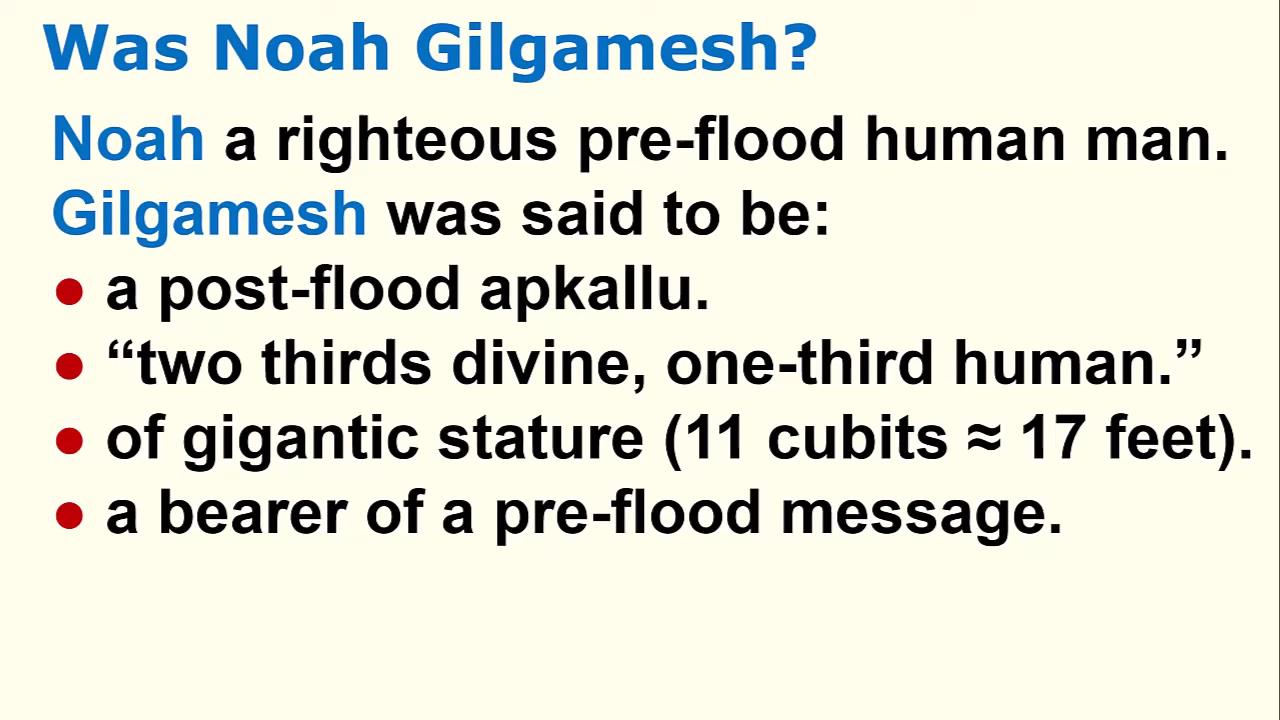 Was Noah Gilgamesh?
Noah a righteous pre-flood human man.
Gilgamesh was said to be:
● a post-flood apkallu.
● “two thirds divine, one-third human.”
● of gigantic stature (11 cubits ≈ 17 feet).
● a bearer of a pre-flood message.